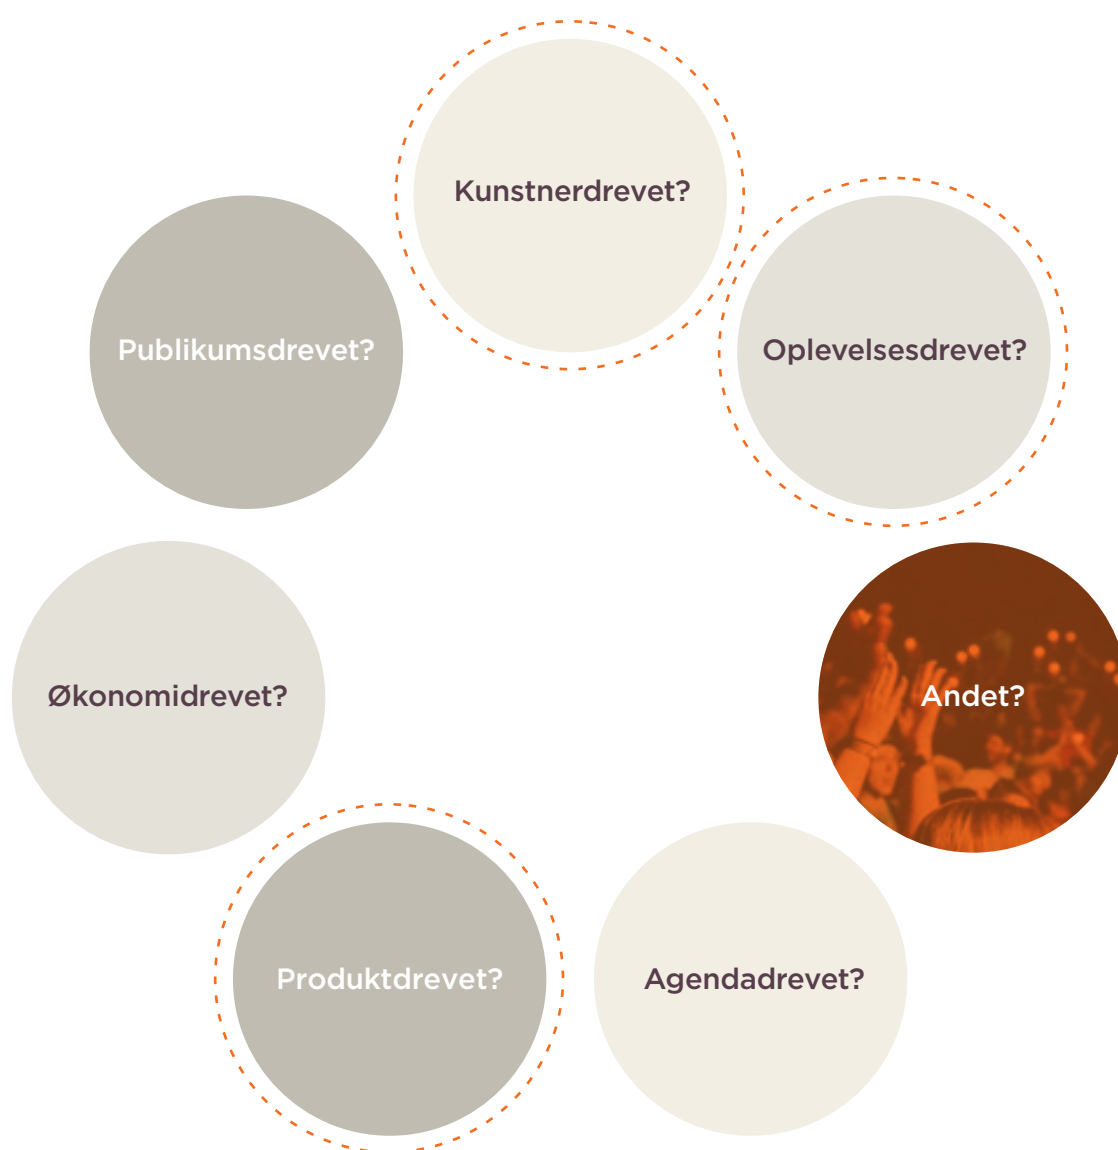 Kunstnerdrevet?
Publikumsdrevet?
Oplevelsesdrevet?
Økonomidrevet?
Andet?
Produktdrevet?
Agendadrevet?